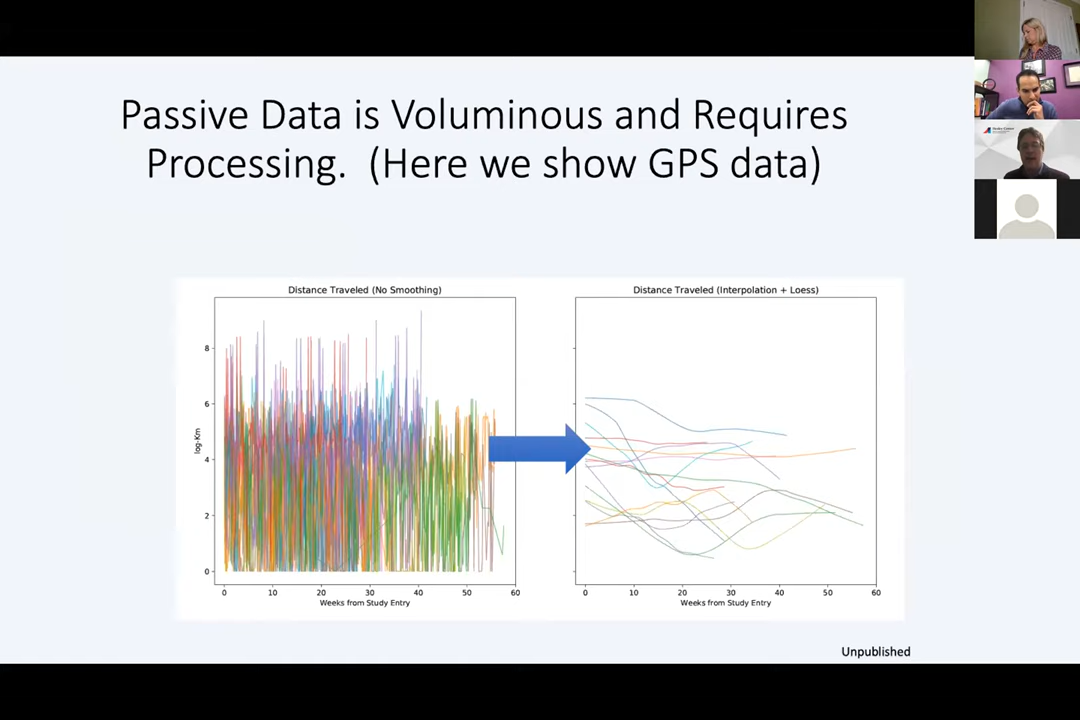 Passive Data is Voluminous and Requires
Processing. (Here we show GPS data)
Distance Traveled (No Smoothing)
8
6
4
2
0
log-Km
0 10 20 30 40 50 60
Weeks from Study Entry
Distance Traveled (Interpolation + Loess)
0 10 20 30 40 50 60
Weeks from Study Entry
Unpublished